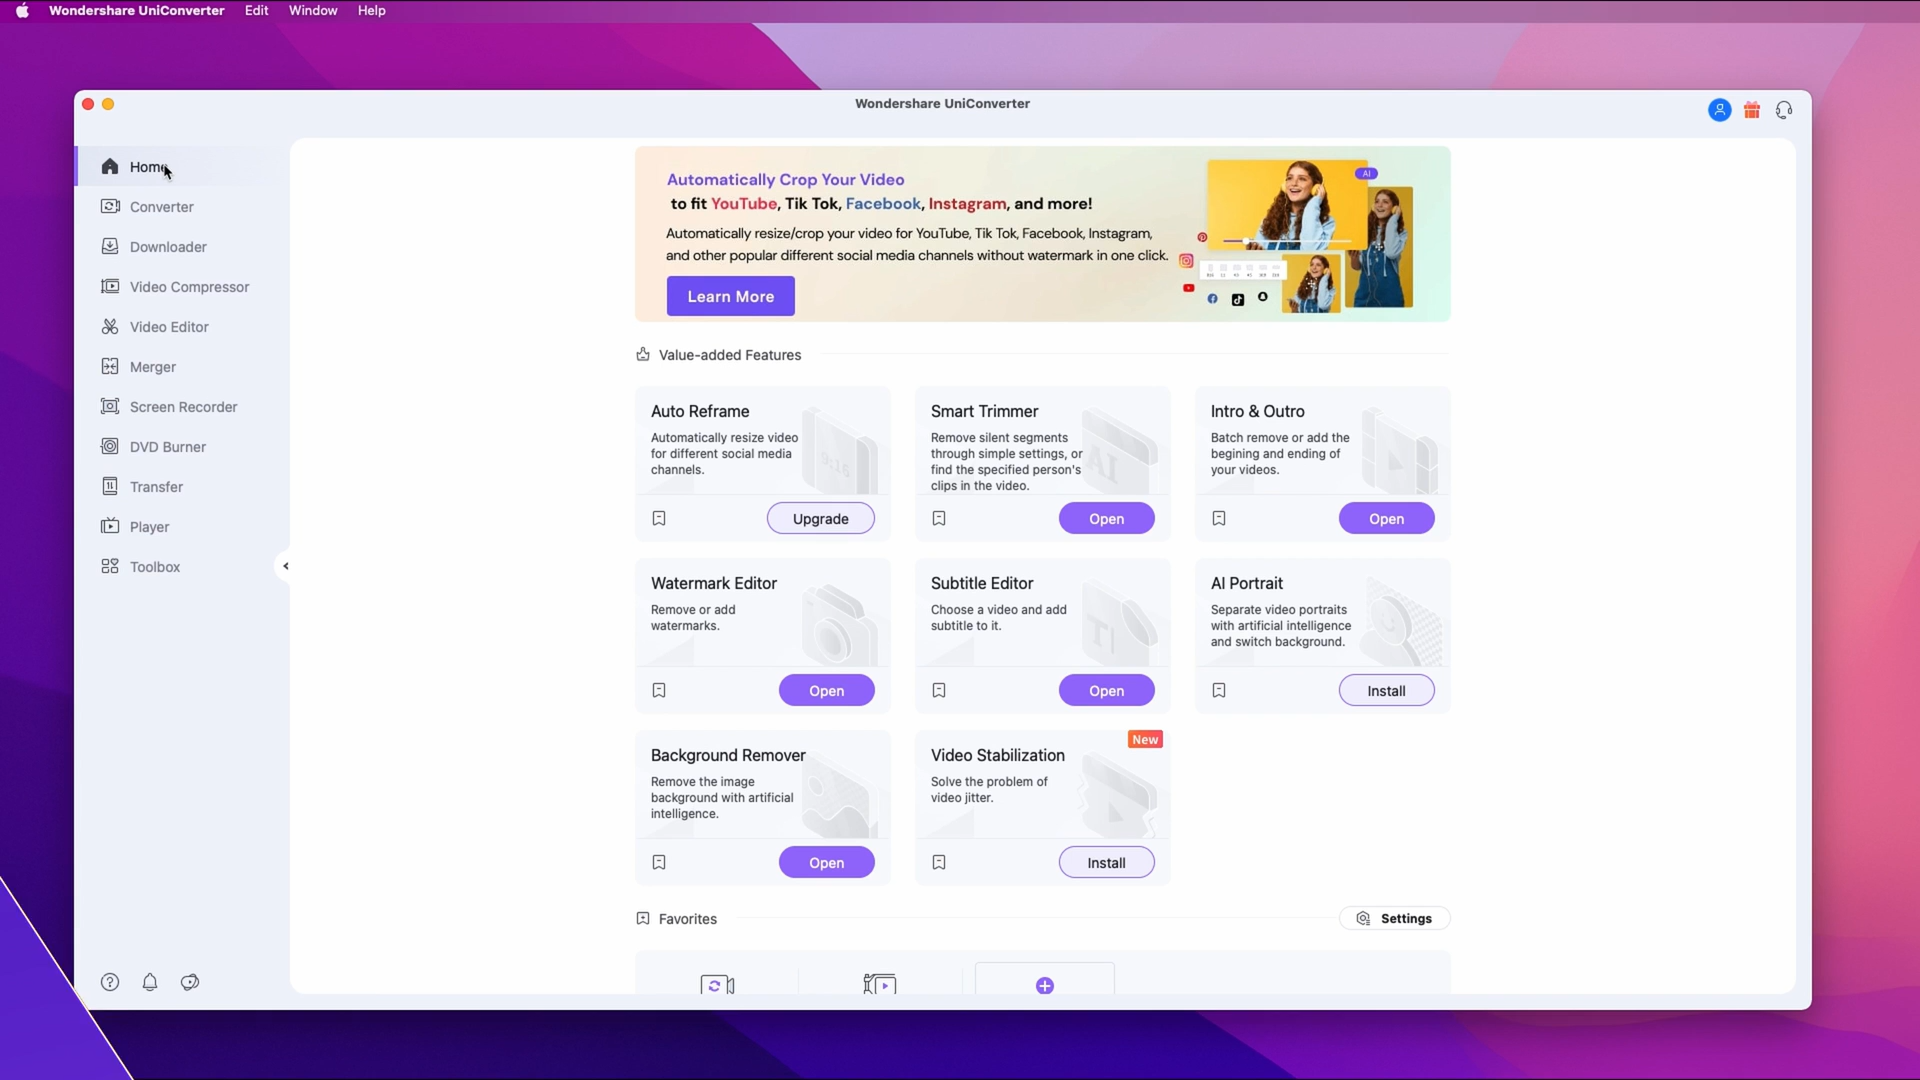 Wondershare UniConverter Edit Window Help
Wondershare UniConverter
Home
Converter
Downloader
Video Compressor
Video Editor
Merger
Screen Recorder
DVD Burner
Transfer
Player
Toolbox
Automatically Crop Your Video
to fit YouTube, Tik Tok, Facebook, Instagram, and more!
Automatically resize/crop your video for YouTube, Tik Tok, Facebook, Instagram,
and other popular different social media channels without watermark in one click.
Learn More
AI
Value-added Features
Auto Reframe
Automatically resize video
for different social media
channels.
9:16
Upgrade
Smart Trimmer
Remove silent segments
through simple settings, or
find the specified person's
clips in the video.
AI
Open
Intro & Outro
Batch remove or add the
begining and ending of
your videos.
Open
Watermark Editor
Remove or add
watermarks.
Open
Subtitle Editor
Choose a video and add
subtitle to it.
TI
Open
AI Portrait
Separate video portraits
with artificial intelligence
and switch background.
Install
Background Remover
Remove the image
background with artificial
intelligence.
Open
New
Video Stabilization
Solve the problem of
video jitter.
Install
Favorites
Settings